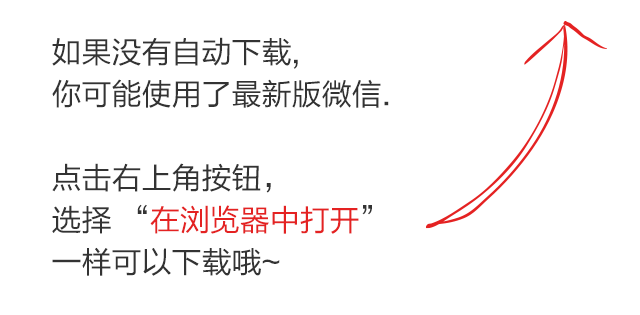 如果没有自动下载,
你可能使用了最新版微信.
点击右上角按钮，
选择 “在浏览器中打开”
一样可以下载哦~